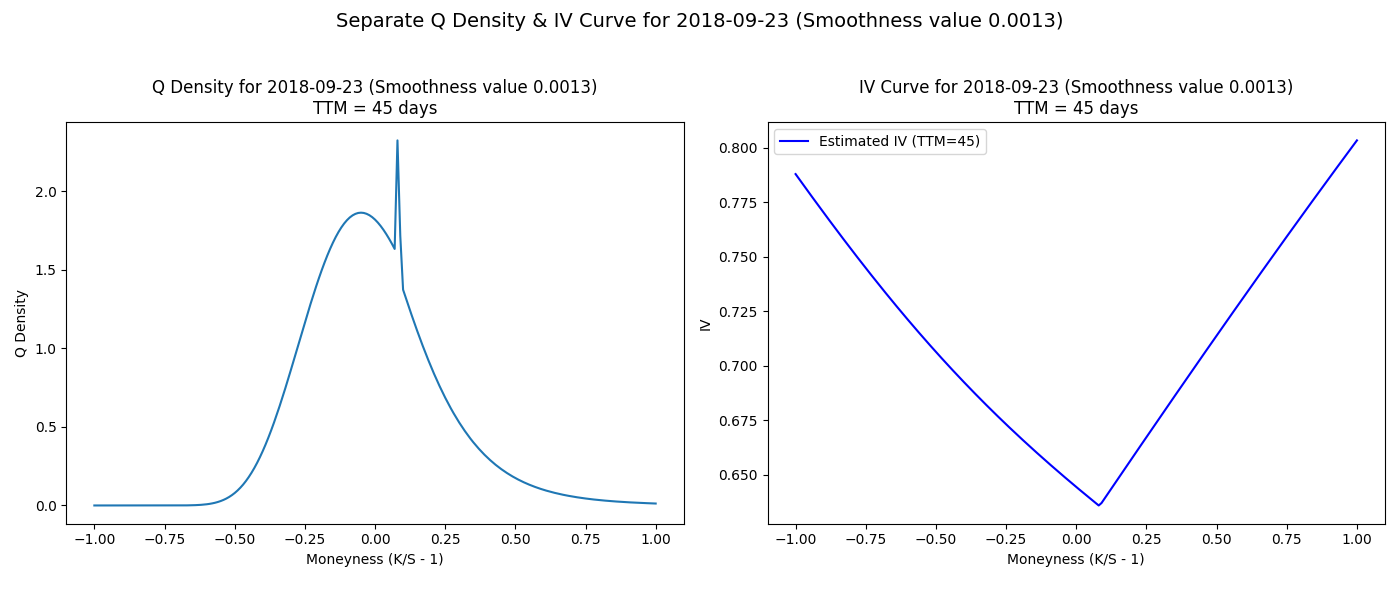 Separate Q Density & IV Curve for 2018-09-23 (Smoothness value 0.0013)
Q Density for 2018-09-23 (Smoothness value 0.0013)
TTM = 45 days
Q Density
2.0
1.5
1.0
0.5
0.0
−1.00 −0.75 −0.50 −0.25 0.00 0.25 0.50 0.75 1.00
Moneyness (K/S - 1)
IV Curve for 2018-09-23 (Smoothness value 0.0013)
TTM = 45 days
Estimated IV (TTM=45)
IV
0.800
0.775
0.750
0.725
0.700
0.675
0.650
−1.00 −0.75 −0.50 −0.25 0.00 0.25 0.50 0.75 1.00
Moneyness (K/S - 1)